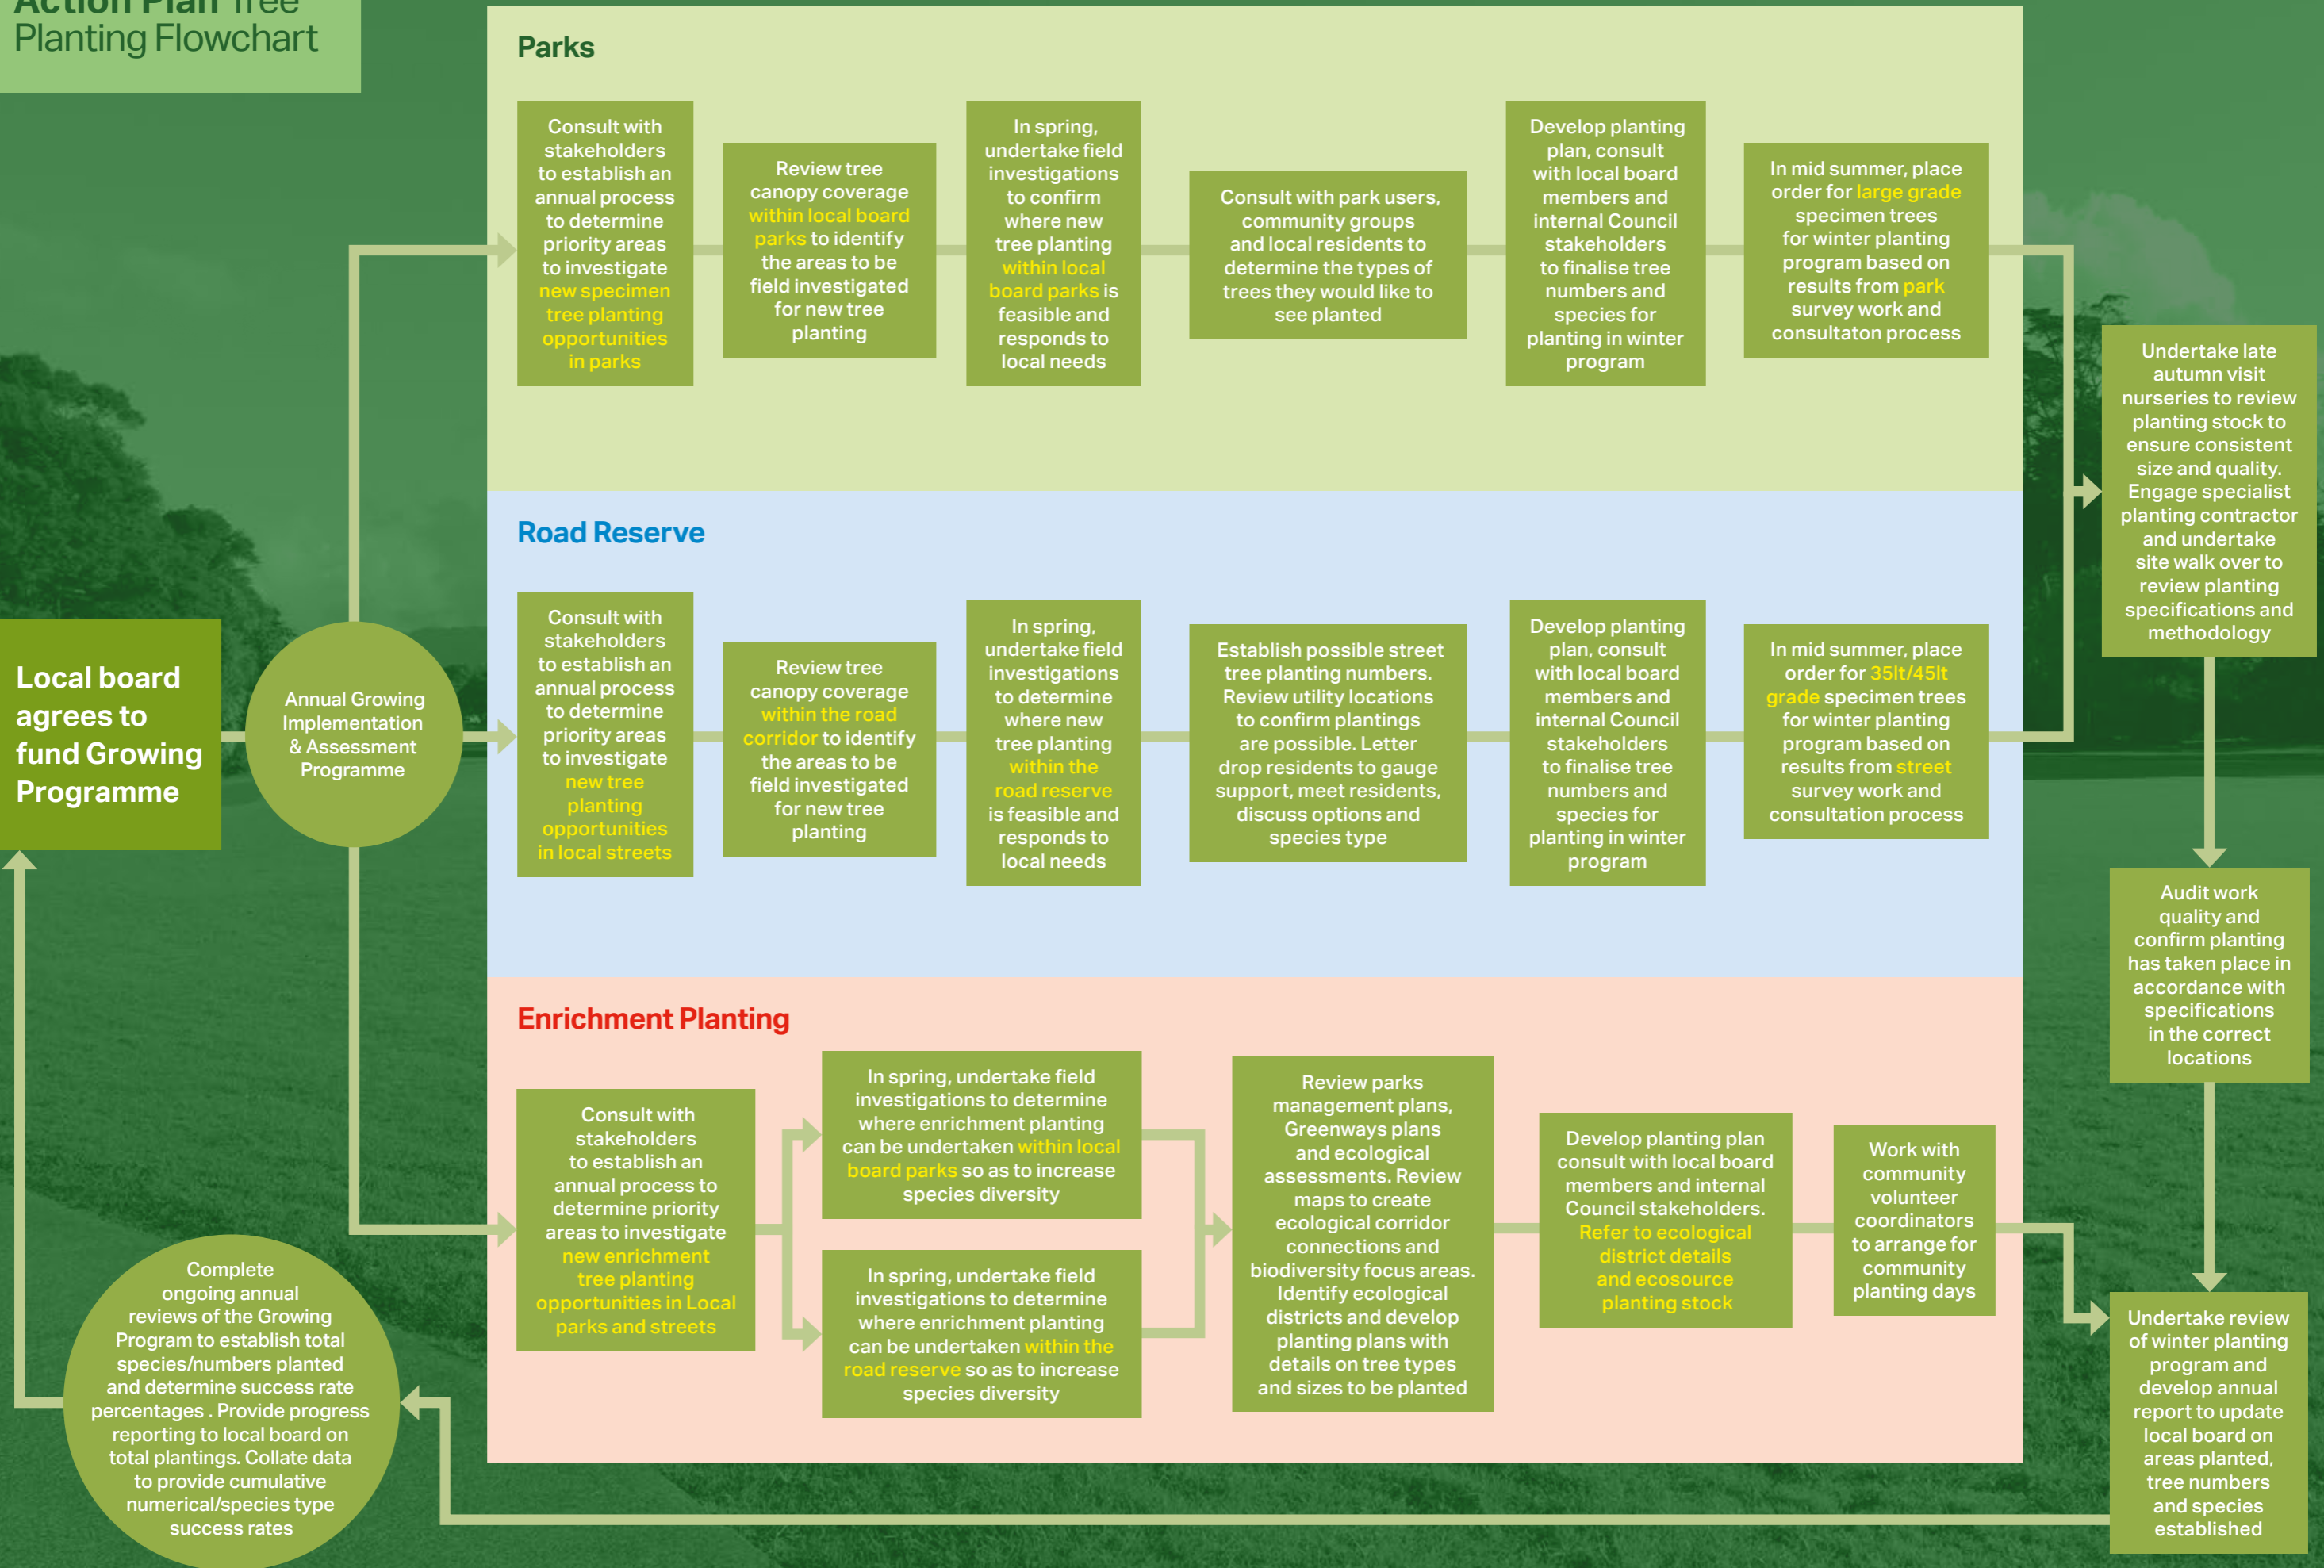 Action Plan Tree
Planting Flowchart
Local board
agrees to
fund Growing
Programme
Annual Growing
Implementation
& Assessment
Programme
Parks
Consult with
stakeholders
to establish an
annual process
to determine
priority areas
to investigate
new specimen
tree planting
opportunities
in parks
Review tree
canopy coverage
within local board
parks to identify
the areas to be
field investigated
for new tree
planting
In spring,
undertake field
investigations
to confirm
where new
tree planting
within local
board parks is
feasible and
responds to
local needs
Consult with park users,
community groups
and local residents to
determine the types of
trees they would like to
see planted
Develop planting
plan, consult
with local board
members and
internal Council
stakeholders
to finalise tree
numbers and
species for
planting in winter
program
In mid summer, place
order for large grade
specimen trees
for winter planting
program based on
results from park
survey work and
consultaton process
Road Reserve
Consult with
stakeholders
to establish an
annual process
to determine
priority areas
to investigate
new tree
planting
opportunities
in local streets
Review tree
canopy coverage
within the road
corridor to identify
the areas to be
field investigated
for new tree
planting
In spring,
undertake field
investigations
to determine
where new
tree planting
within the
road reserve
is feasible and
responds to
local needs
Establish possible street
tree planting numbers.
Review utility locations
to confirm plantings
are possible. Letter
drop residents to gauge
support, meet residents,
discuss options and
species type
Develop planting
plan, consult
with local board
members and
internal Council
stakeholders
to finalise tree
numbers and
species for
planting in winter
program
In mid summer, place
order for 35lt/45lt
grade specimen trees
for winter planting
program based on
results from street
survey work and
consultation process
Enrichment Planting
Consult with
stakeholders
to establish an
annual process to
determine priority
areas to investigate
new enrichment
tree planting
opportunities in Local
parks and streets
In spring, undertake field
investigations to determine
where enrichment planting
can be undertaken within local
board parks so as to increase
species diversity
In spring, undertake field
investigations to determine
where enrichment planting
can be undertaken within the
road reserve so as to increase
species diversity
Review parks
management plans,
Greenways plans
and ecological
assessments. Review
maps to create
ecological corridor
connections and
biodiversity focus areas.
Identify ecological
districts and develop
planting plans with
details on tree types
and sizes to be planted
Develop planting plan
consult with local board
members and internal
Council stakeholders.
Refer to ecological
district details
and ecosource
planting stock
Work with
community
volunteer
coordinators
to arrange for
community
planting days
Undertake late
autumn visit
nurseries to review
planting stock to
ensure consistent
size and quality.
Engage specialist
planting contractor
and undertake
site walk over to
review planting
specifications and
methodology
Audit work
quality and
confirm planting
has taken place in
accordance with
specifications
in the correct
locations
Undertake review
of winter planting
program and
develop annual
report to update
local board on
areas planted,
tree numbers
and species
established
Complete
ongoing annual
reviews of the Growing
Program to establish total
species/numbers planted
and determine success rate
percentages . Provide progress
reporting to local board on
total plantings. Collate data
to provide cumulative
numerical/species type
success rates